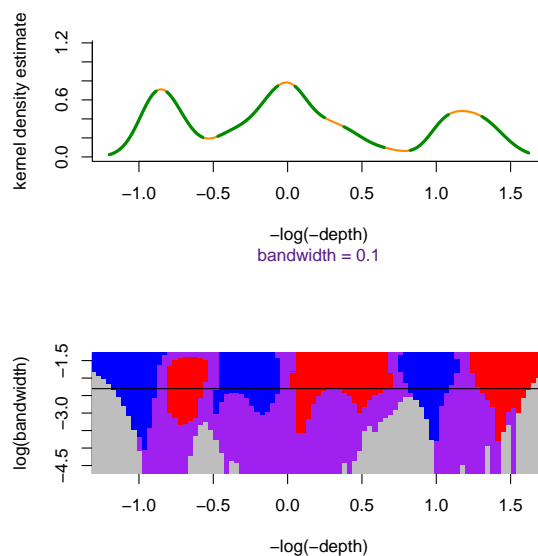 kernel density estimate
1.2
0.6
0.0
−1.0 −0.5 0.0 0.5 1.0 1.5
−log(−depth)
bandwidth = 0.1
log(bandwidth)
−1.5
−3.0
−4.5
−1.0 −0.5 0.0 0.5 1.0 1.5
−log(−depth)